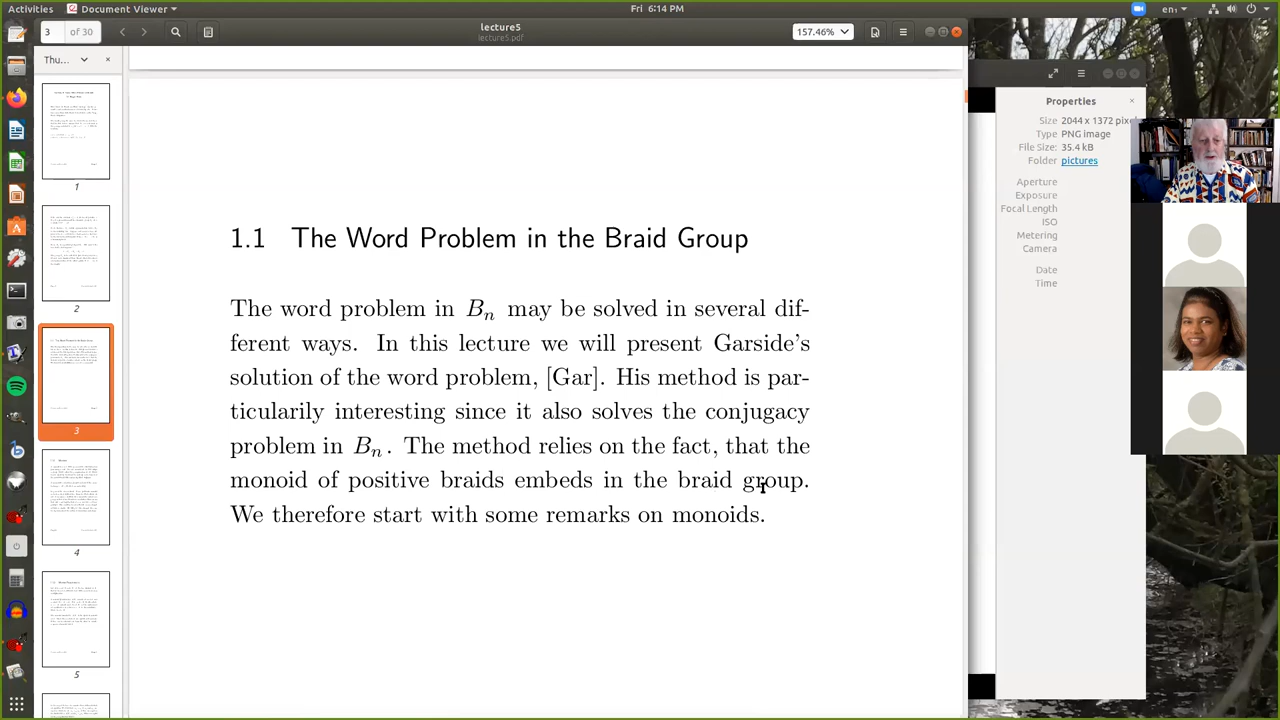 Activities
Document Viewer
Fri 6:14 PM
en
3
of 30
lecture5
lecture5.pdf
157.46%
Thu...
1
2
3
4
5
1.1 The Word Problem in the Braid Group
The word problem in Bn may be solved in several dif-
ferent ways. In this lecture we will present Garside's
solution of the word problem, [Gar]. His method is par-
ticularily interesting since it also solves the conjugacy
problem in Bn. The method relies on the fact, that the
monoid of positive braids embeds in the braid group.
We therefore start with some remarks on monoids.
Properties
Size 2044 x 1372 pixe
Type PNG image
File Size: 35.4 kB
Folder pictures
Aperture
Exposure
Focal Length
ISO
Metering
Camera
Date
Time